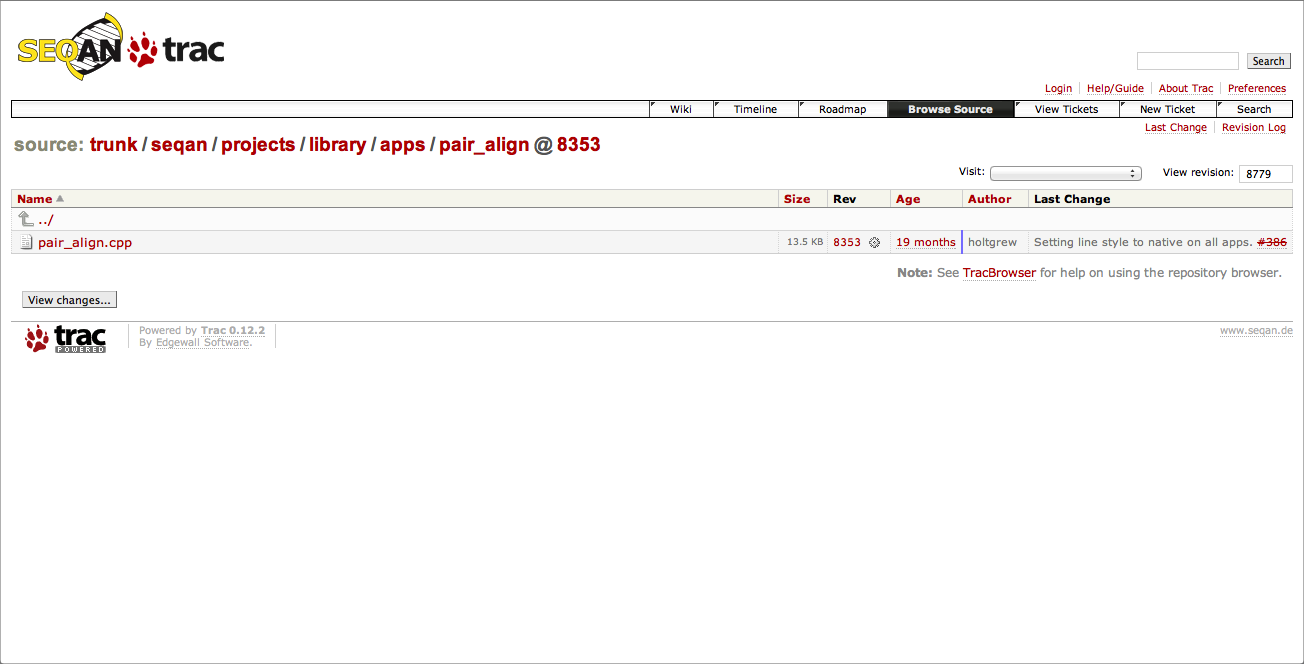 SEQAN trac
Search
Login Help/Guide About Trac Preferences
Wiki Timeline Roadmap Browse Source View Tickets New Ticket Search
Last Change Revision Log
source: trunk / seqan / projects / library / apps / pair_align @ 8353
Visit: View revision: 8779
Name Size Rev Age Author Last Change
../
pair_align.cpp 13.5 KB 8353 19 months holtgrew Setting line style to native on all apps. #386
Note: See TracBrowser for help on using the repository browser.
View changes...
trac POWERED
Powered by Trac 0.12.2
By Edgewall Software.
www.seqan.de